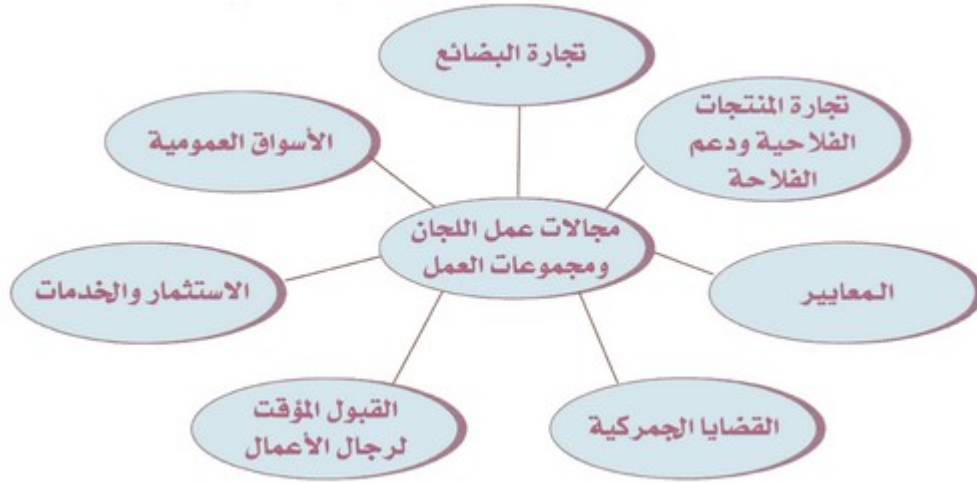 تجارة البضائع
تجارة المنتجات
الفلاحية ودعم
الفلاحة
الأسواق العمومية
مجالات عمل اللجان
ومجموعات العمل
المعايير
الاستثمار والخدمات
القبول المؤقت
لرجال الأعمال
القضايا الجمركية